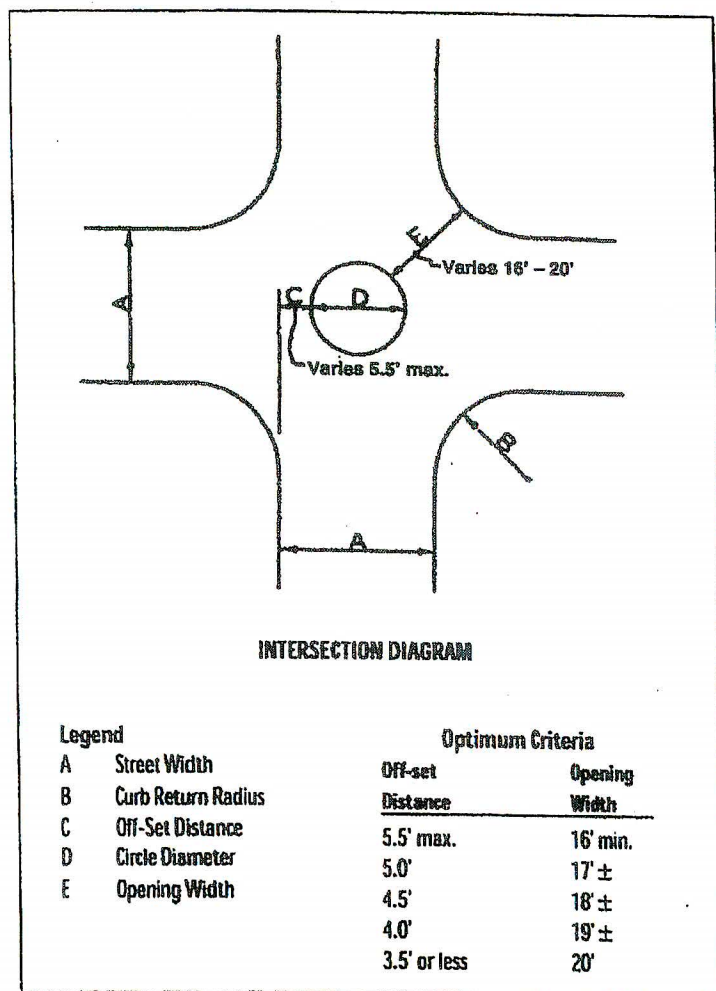 E
Varies 16' – 20'
C
D
A
Varies 5.5' max.
B
A
INTERSECTION DIAGRAM
Legend
A Street Width
B Curb Return Radius
C Off-Set Distance
D Circle Diameter
E Opening Width
Optimum Criteria
Off-set Opening
Distance Width
5.5' max. 16' min.
5.0' 17' ±
4.5' 18' ±
4.0' 19' ±
3.5' or less 20'